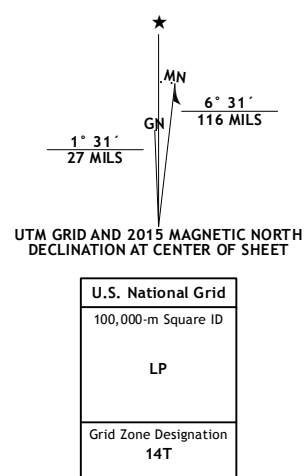 ★
MN
GN
6° 31´
116 MILS
1° 31´
27 MILS
UTM GRID AND 2015 MAGNETIC NORTH
DECLINATION AT CENTER OF SHEET
U.S. National Grid
100,000-m Square ID
LP
Grid Zone Designation
14T